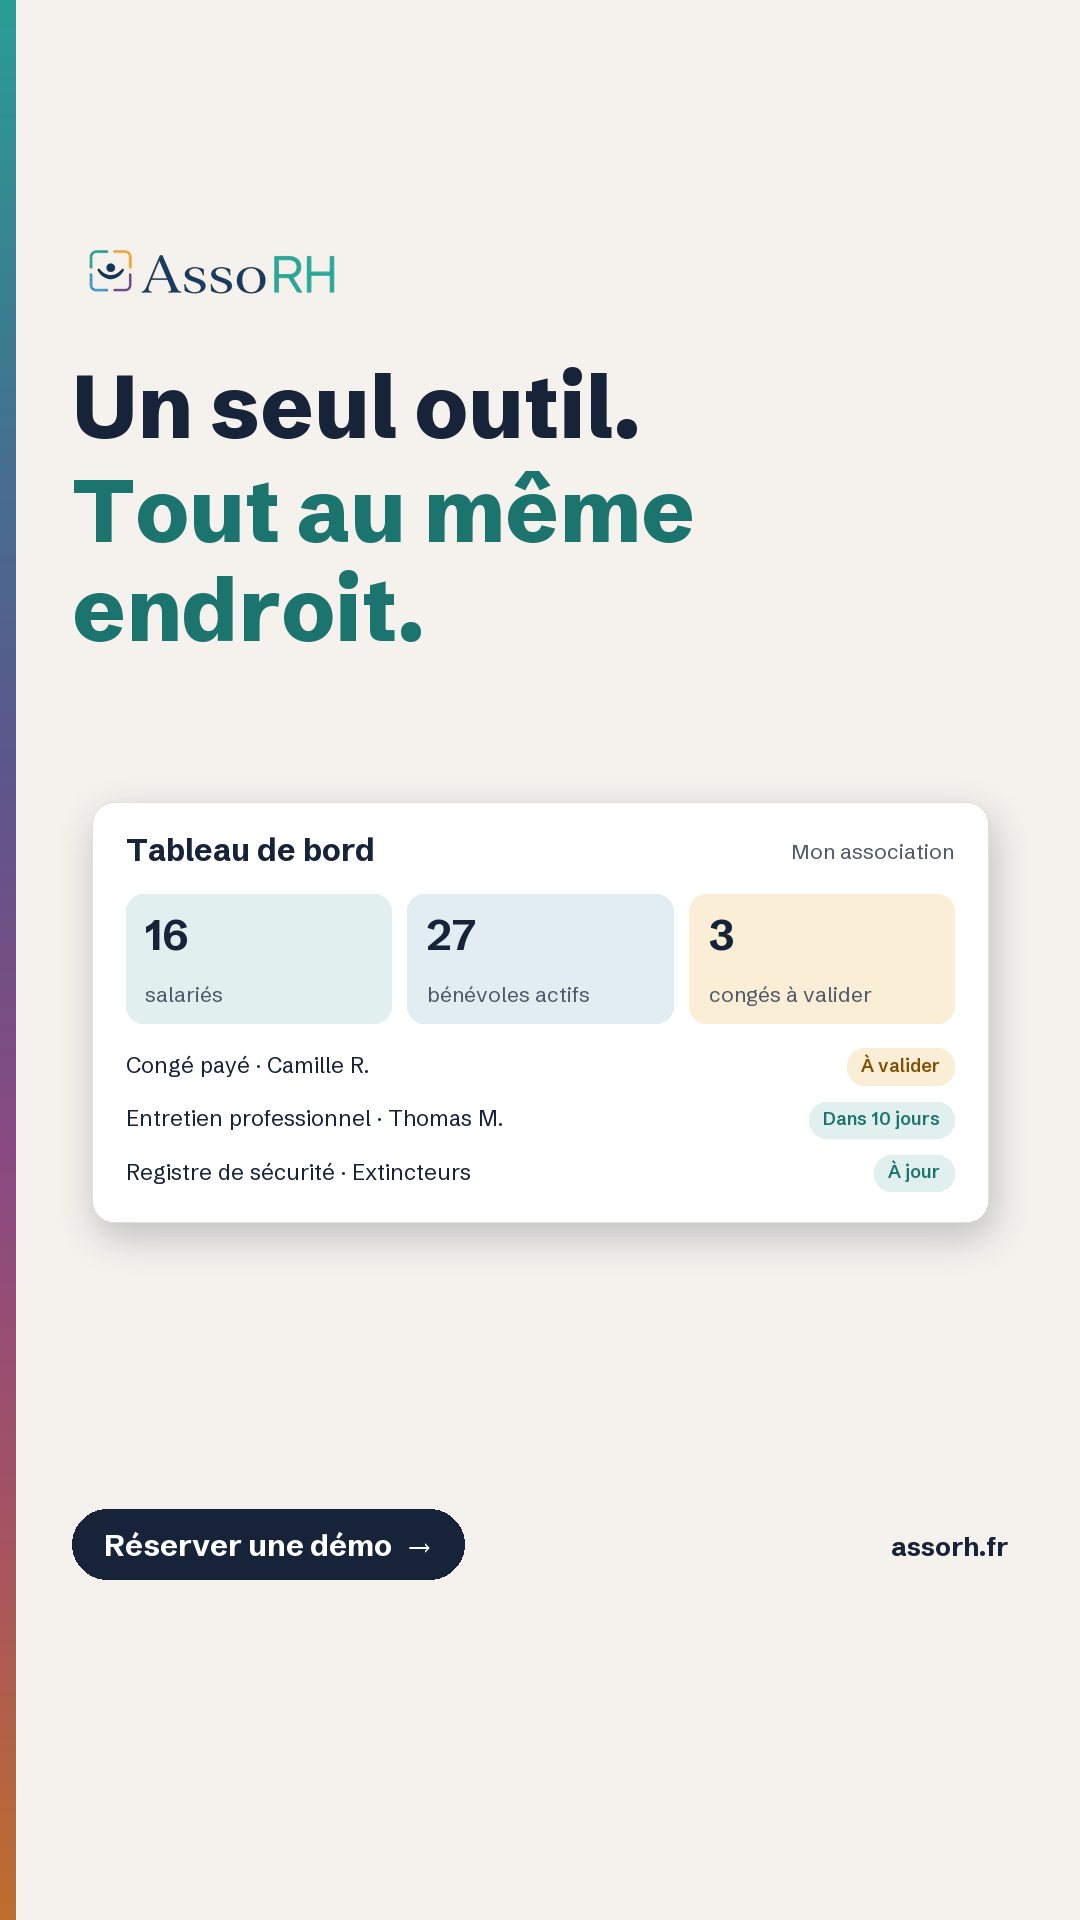 AssoRH
Un seul outil.
Tout au même
endroit.
Tableau de bord
Mon association
16
27
3
salariés
bénévoles actifs
congés à valider
Congé payé · Camille R.
À valider
Entretien professionnel · Thomas M.
Dans 10 jours
Registre de sécurité · Extincteurs
À jour
Réserver une démo →
assorh.fr